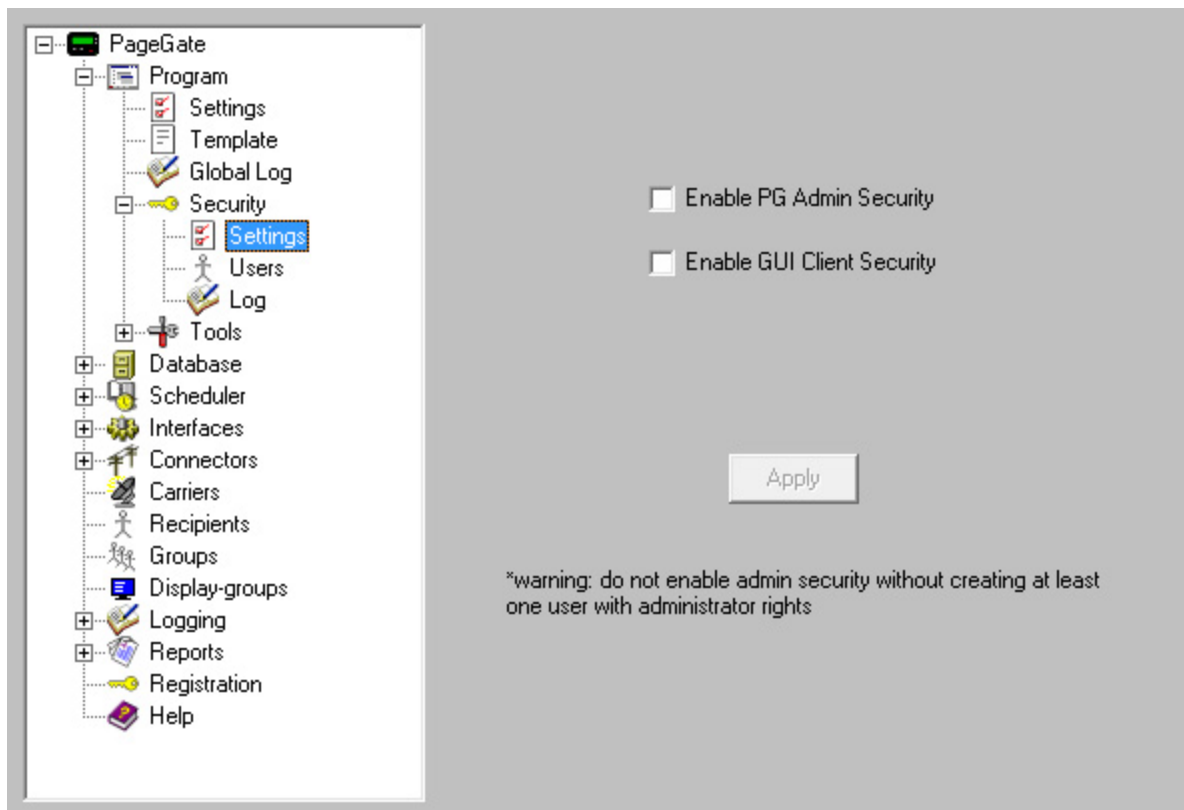 PageGate
Program
Settings
Template
Global Log
Security
Settings
Users
Log
Tools
Database
Scheduler
Interfaces
Connectors
Carriers
Recipients
Groups
Display-groups
Logging
Reports
Registration
Help
Enable PG Admin Security
Enable GUI Client Security
Apply
*warning: do not enable admin security without creating at least
one user with administrator rights